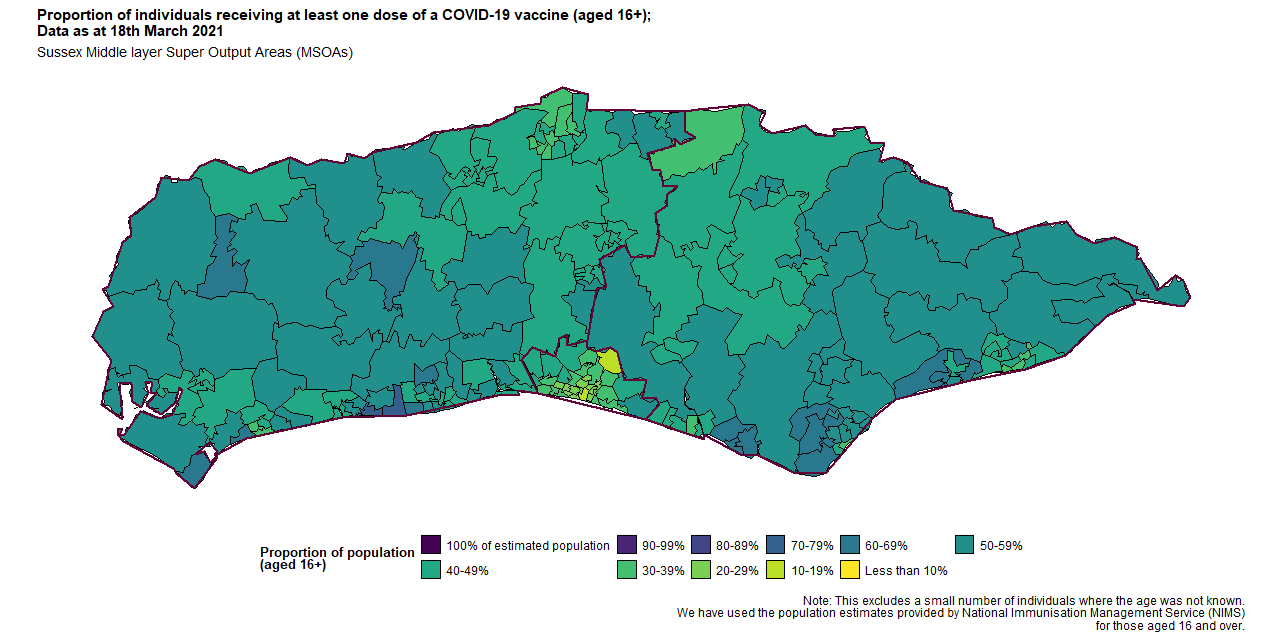 Proportion of individuals receiving at least one dose of a COVID-19 vaccine (aged 16+);
Data as at 18th March 2021
Sussex Middle layer Super Output Areas (MSOAs)
Proportion of population
(aged 16+)
100% of estimated population
90-99%
80-89%
70-79%
60-69%
50-59%
40-49%
30-39%
20-29%
10-19%
Less than 10%
Note: This excludes a small number of individuals where the age was not known.
We have used the population estimates provided by National Immunisation Management Service (NIMS)
for those aged 16 and over.